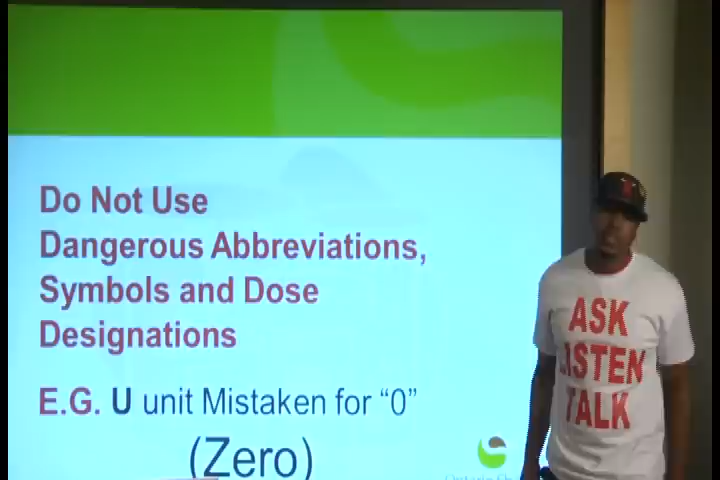 Do Not Use
Dangerous Abbreviations,
Symbols and Dose
Designations
E.G. U unit Mistaken for “0”
(Zero)
ASK
LISTEN
TALK